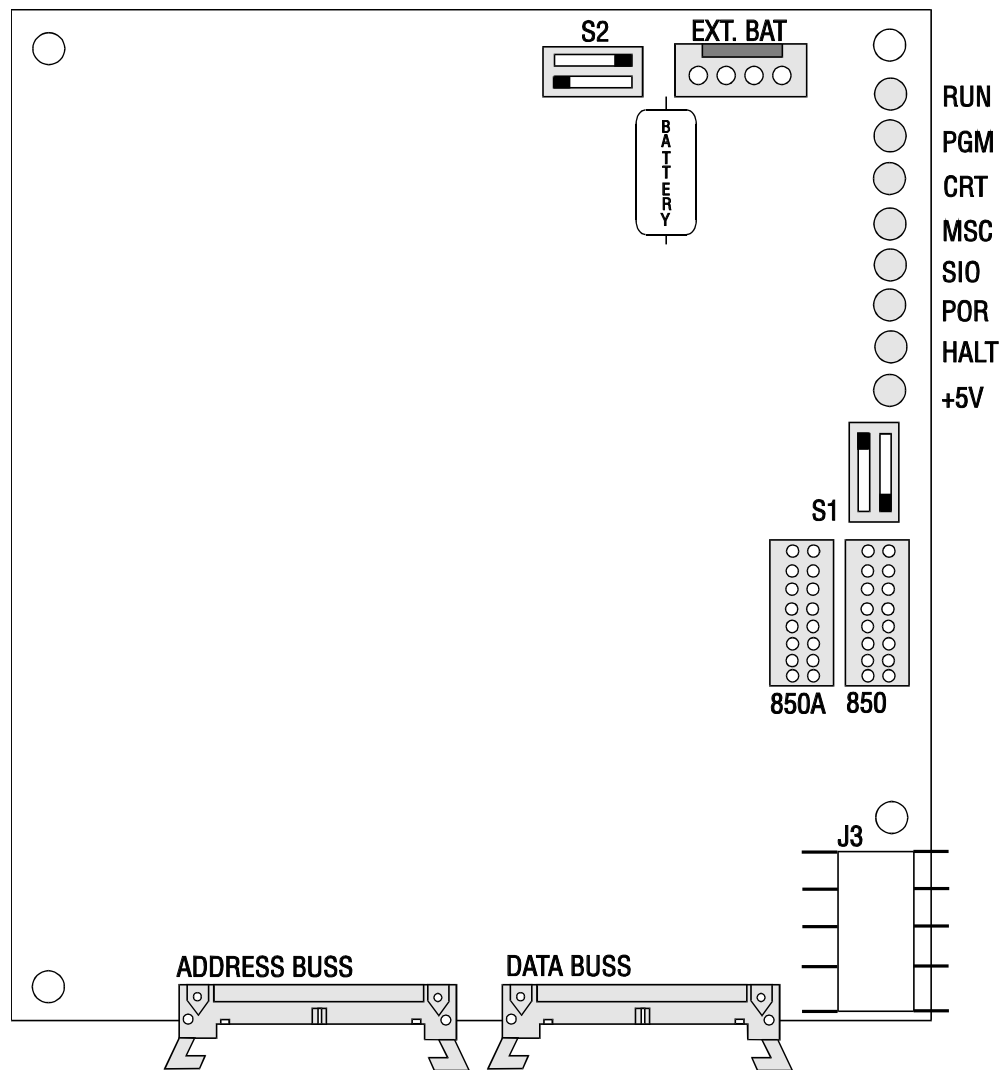 S2
EXT. BAT
BATTERY
RUN
PGM
CRT
MSC
SIO
POR
HALT
+5V
S1
850A
850
J3
ADDRESS BUSS
DATA BUSS